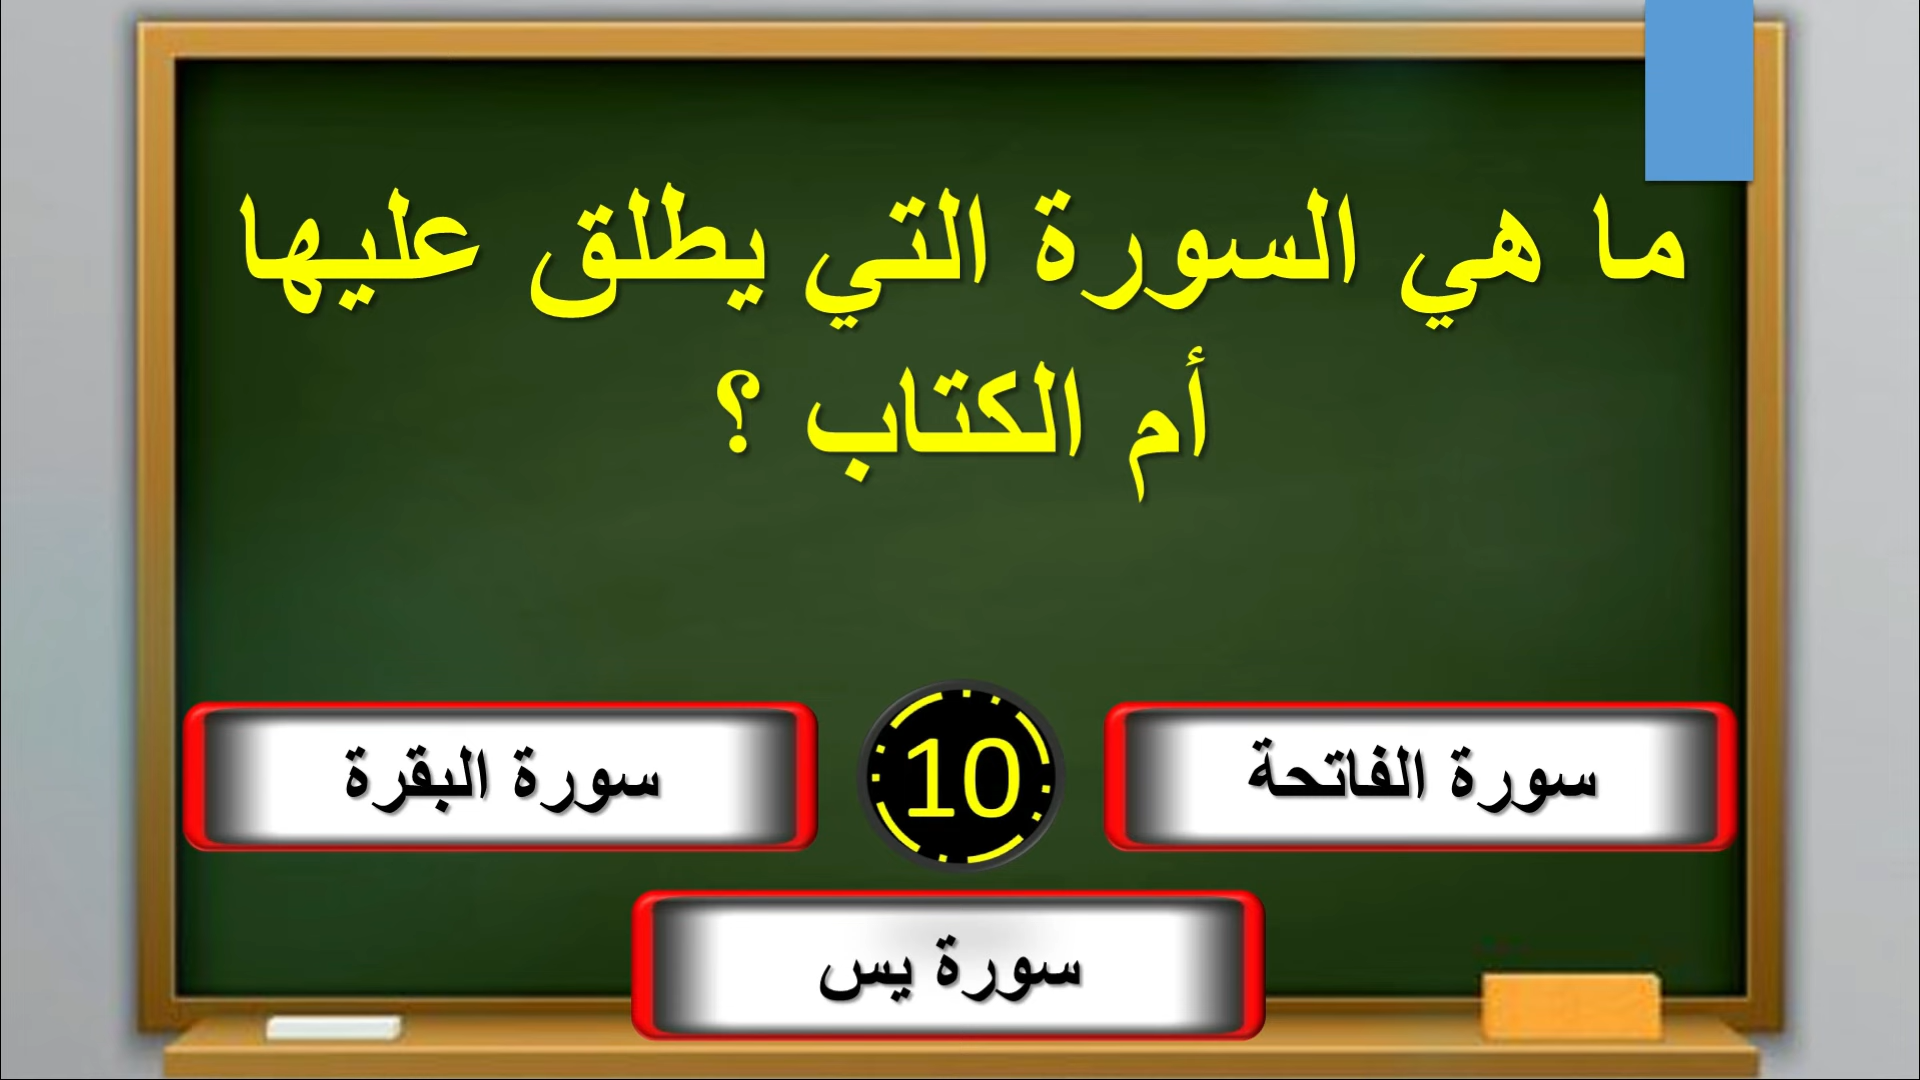 ما هي السورة التي يطلق عليها
أم الكتاب ؟
سورة الفاتحة
10
سورة البقرة
سورة يس